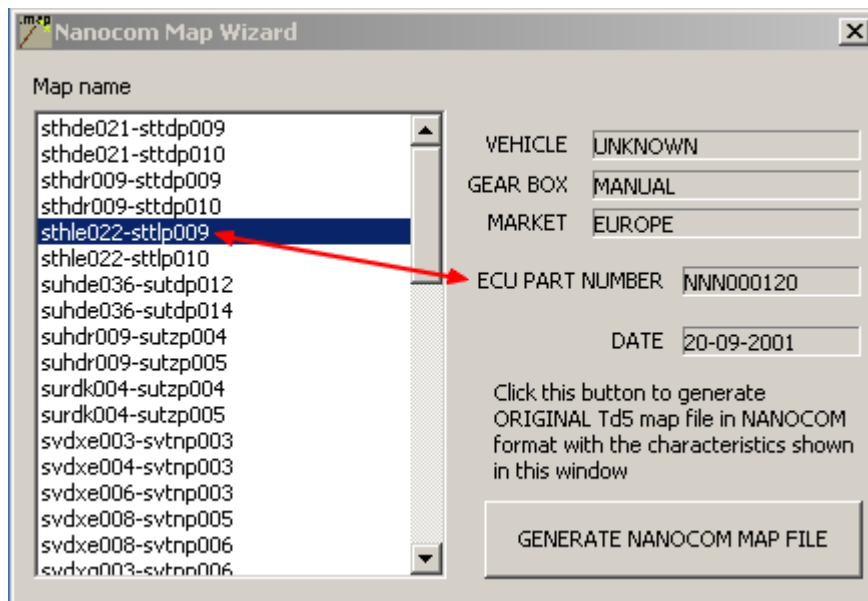 .map
Nanocom Map Wizard
Map name
sthde021-sttdp009
sthde021-sttdp010
sthdr009-sttdp009
sthdr009-sttdp010
sthle022-sttlp009
sthle022-sttlp010
suhde036-sutdp012
suhde036-sutdp014
suhdr009-sutzp004
suhdr009-sutzp005
surdk004-sutzp004
surdk004-sutzp005
svdxe003-svtnp003
svdxe004-svtnp003
svdxe006-svtnp003
svdxe008-svtnp005
svdxe008-svtnp006
svdxg003-svtnp006
VEHICLE UNKNOWN
GEAR BOX MANUAL
MARKET EUROPE
ECU PART NUMBER NNN000120
DATE 20-09-2001
Click this button to generate
ORIGINAL Td5 map file in NANOCOM
format with the characteristics shown
in this window
GENERATE NANOCOM MAP FILE